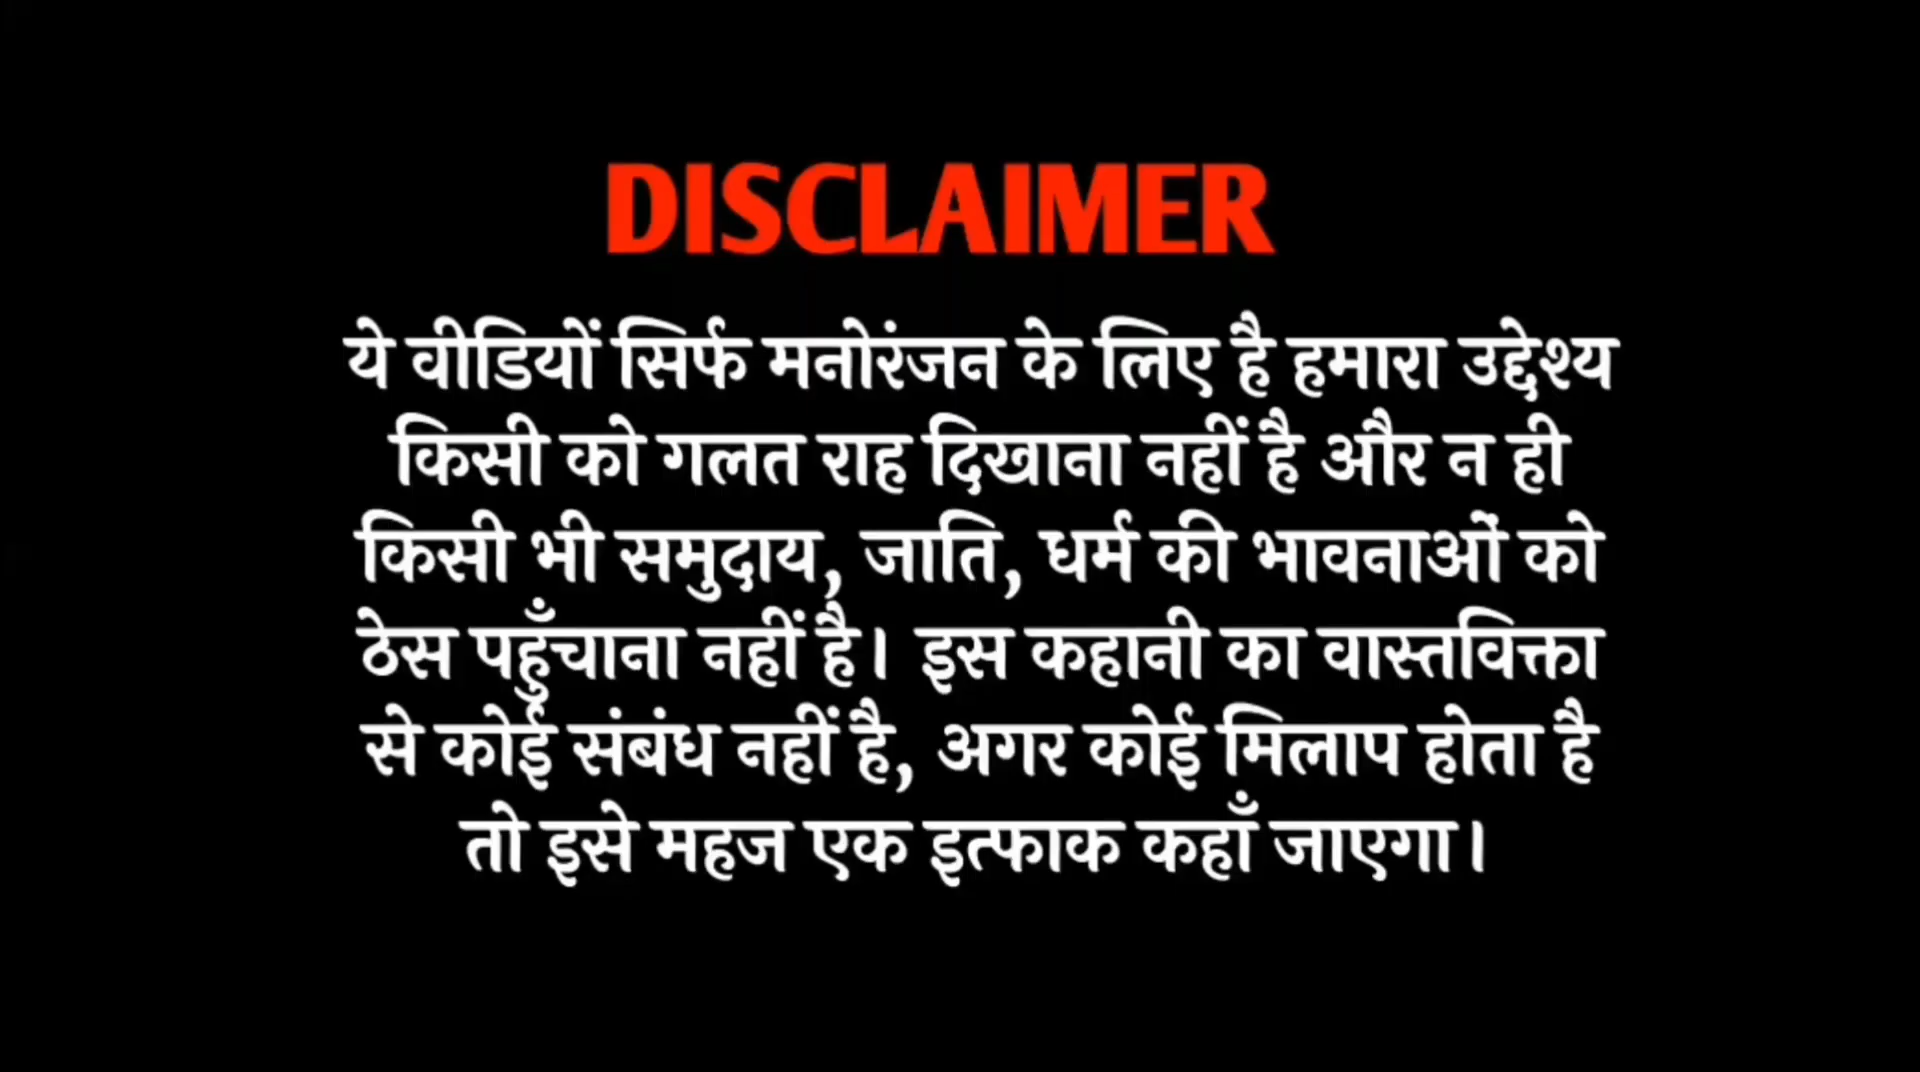 DISCLAIMER
ये वीडियों सिर्फ मनोरंजन के लिए है हमारा उद्देश्य
किसी को गलत राह दिखाना नहीं है और न ही
किसी भी समुदाय, जाति, धर्म की भावनाओं को
ठेस पहुँचाना नहीं है। इस कहानी का वास्तविक्ता
से कोई संबंध नहीं है, अगर कोई मिलाप होता है
तो इसे महज एक इत्फाक कहाँ जाएगा।